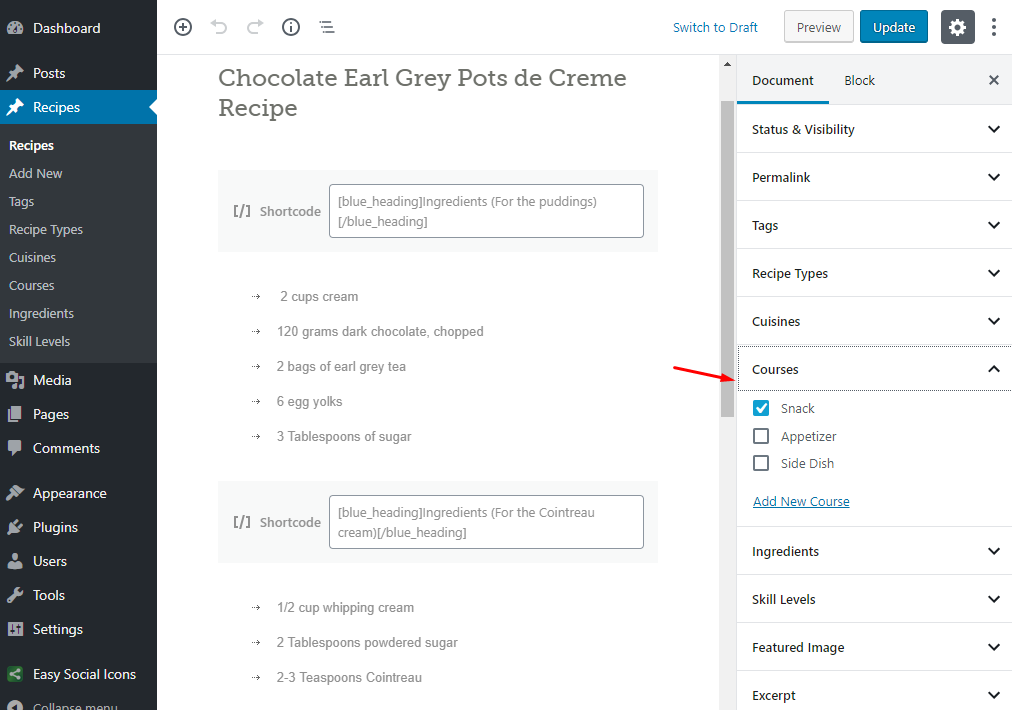 Dashboard
Posts
Recipes
Recipes
Add New
Tags
Recipe Types
Cuisines
Courses
Ingredients
Skill Levels
Media
Pages
Comments
Appearance
Plugins
Users
Tools
Settings
Easy Social Icons
Collapse menu
Switch to Draft
Preview
Update
Chocolate Earl Grey Pots de Creme
Recipe
[/] Shortcode
[blue_heading]Ingredients (For the puddings)
[/blue_heading]
2 cups cream
120 grams dark chocolate, chopped
2 bags of earl grey tea
6 egg yolks
3 Tablespoons of sugar
[/] Shortcode
[blue_heading]Ingredients (For the Cointreau
cream)[/blue_heading]
1/2 cup whipping cream
2 Tablespoons powdered sugar
2-3 Teaspoons Cointreau
Document Block
Status & Visibility
Permalink
Tags
Recipe Types
Cuisines
Courses
Snack
Appetizer
Side Dish
Add New Course
Ingredients
Skill Levels
Featured Image
Excerpt